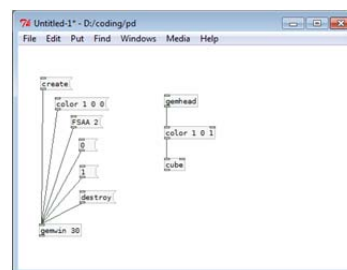 Untitled-1* - D:/coding/pd
File Edit Put Find Windows Media Help
create
color 1 0 0
FSAA 2
0
1
destroy
gemwin 30
gemhead
color 1 0 1
cube